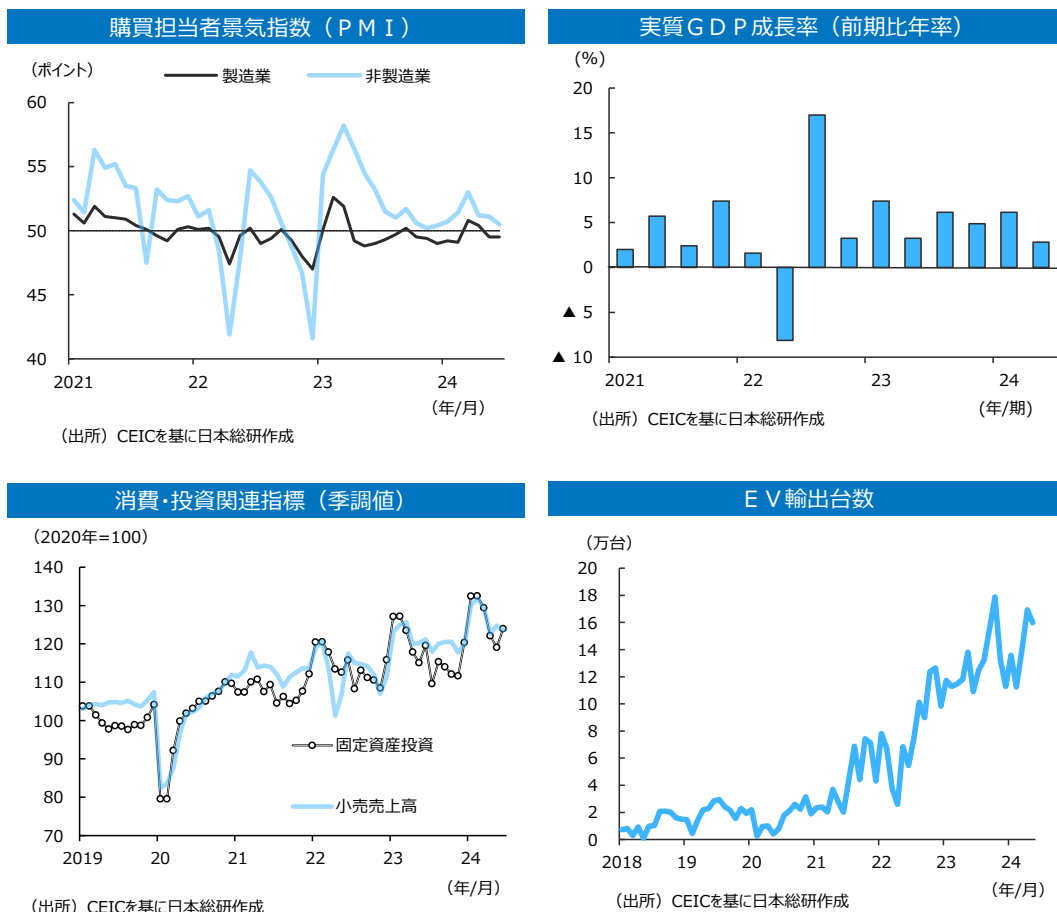 購買担当者景気指数（ＰＭＩ）
（ポイント）
製造業
非製造業
60
55
50
45
40
2021
22
23
24
（年/月）
（出所）CEICを基に日本総研作成
実質ＧＤＰ成長率（前期比年率）
(%)
20
15
10
5
0
▲ 5
▲ 10
2021
22
23
24
(年/期)
（出所）CEICを基に日本総研作成
消費・投資関連指標（季調値）
（2020年=100）
140
130
120
110
100
90
80
70
固定資産投資
小売売上高
2019
20
21
22
23
24
（年/月）
（出所）CEICを基に日本総研作成
ＥＶ輸出台数
（万台）
20
18
16
14
12
10
8
6
4
2
0
2018
19
20
21
22
23
24
（年/月）
（出所）CEICを基に日本総研作成